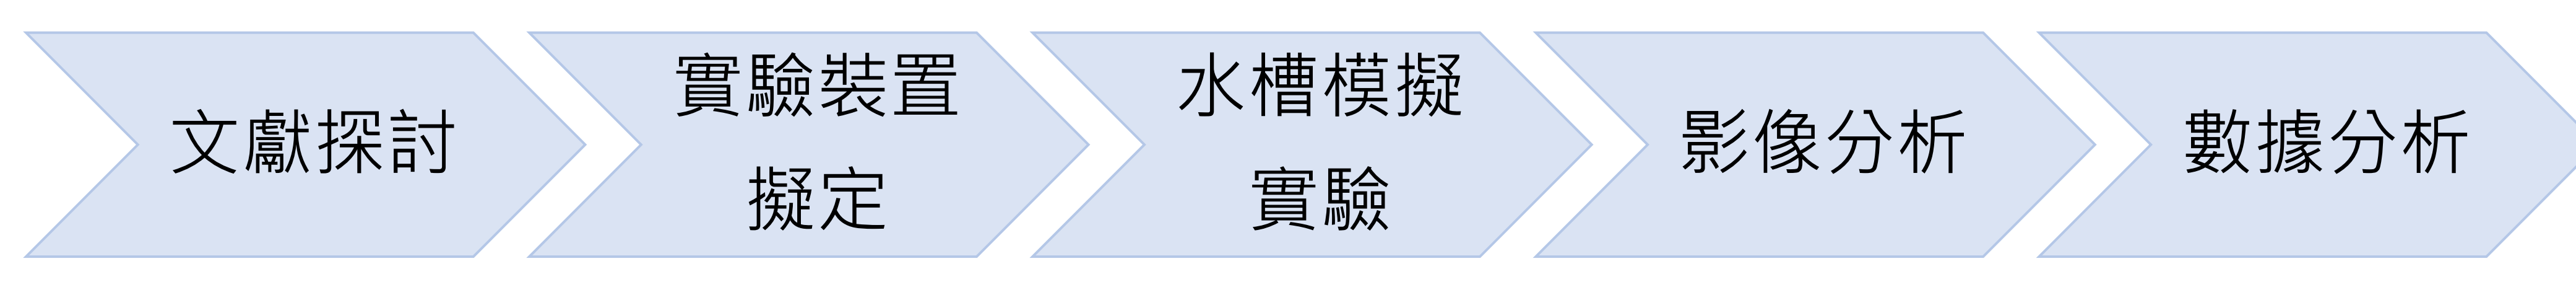 文獻探討
實驗裝置
擬定
水槽模擬
實驗
影像分析
數據分析